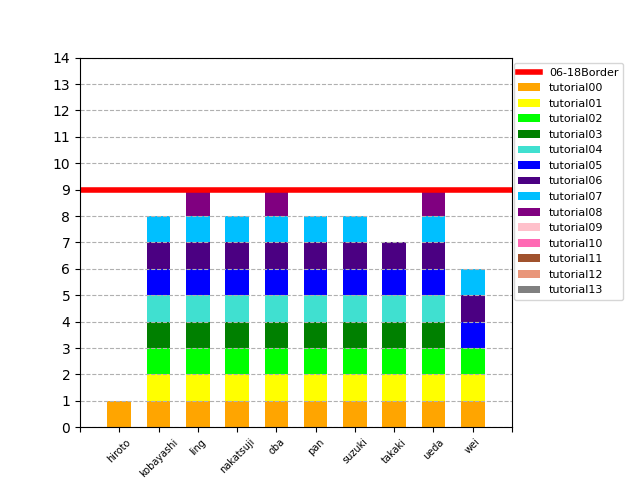 14
13
12
11
10
9
8
7
6
5
4
3
2
1
0
hiroto
kobayashi
ling
nakatsuji
oba
pan
suzuki
takaki
ueda
wei
06-18Border
tutorial00
tutorial01
tutorial02
tutorial03
tutorial04
tutorial05
tutorial06
tutorial07
tutorial08
tutorial09
tutorial10
tutorial11
tutorial12
tutorial13